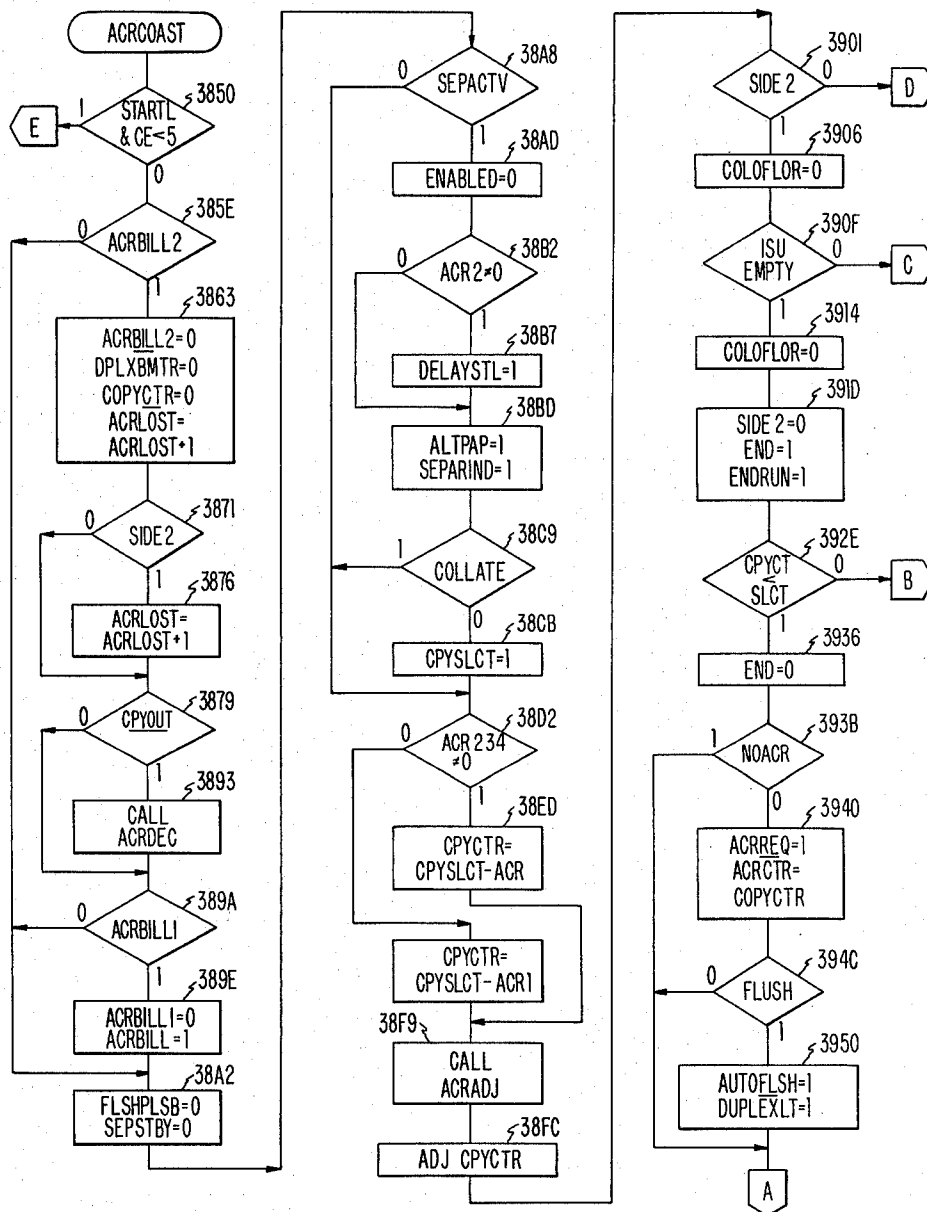 ACRCOAST
3850
1
STARTL
& CE<5
E
0
385E
0
ACRBILL2
1
3863
ACRBILL2=0
DPLXBMTR=0
COPYCTR=0
ACRLOST=
ACRLOST+1
3871
0
SIDE2
1
3876
ACRLOST=
ACRLOST+1
3879
0
CPYOUT
1
3893
CALL
ACRDEC
389A
0
ACRBILL1
1
389E
ACRBILL1=0
ACRBILL=1
38A2
FLSHPLSB=0
SEPSTBY=0
38A8
0
SEPACTV
1
38AD
ENABLED=0
38B2
0
ACR2≠0
1
38B7
DELAYSTL=1
38BD
ALTPAP=1
SEPARIND=1
38C9
1
COLLATE
0
38CB
CPYSLCT=1
38D2
0
ACR234
≠0
1
38ED
CPYCTR=
CPYSLCT-ACR
CPYCTR=
CPYSLCT-ACR1
38F9
CALL
ACRADJ
38FC
ADJ CPYCTR
3901
SIDE 2
0
D
1
3906
COLOFLOR=0
390F
ISU
EMPTY
0
C
1
3914
COLOFLOR=0
391D
SIDE 2=0
END=1
ENDRUN=1
392E
CPYCT
<
SLCT
0
B
1
3936
END=0
393B
1
NOACR
0
3940
ACRREQ=1
ACRCTR=
COPYCTR
394C
0
FLUSH
1
3950
AUTOFLSH=1
DUPLEXLT=1
A